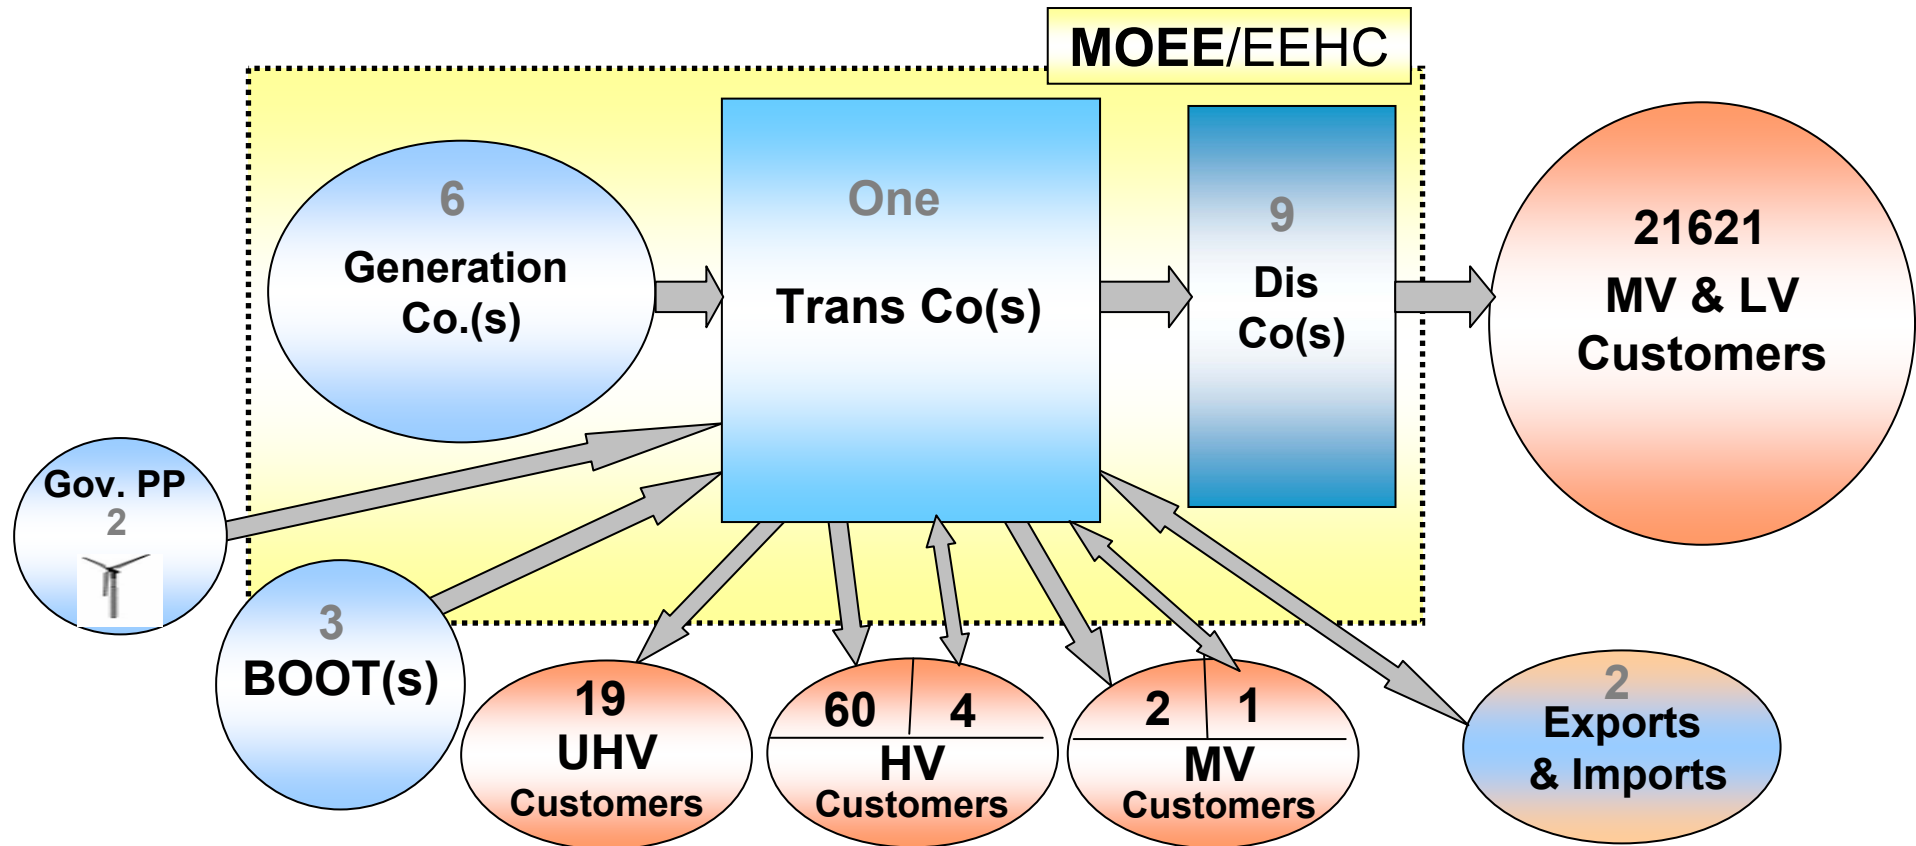 MOEE/EEHC
6
Generation
Co.(s)
One
Trans Co(s)
9
Dis
Co(s)
21621
MV & LV
Customers
Gov. PP
2
3
BOOT(s)
19
UHV
Customers
60 4
HV
Customers
2 1
MV
Customers
2
Exports
& Imports